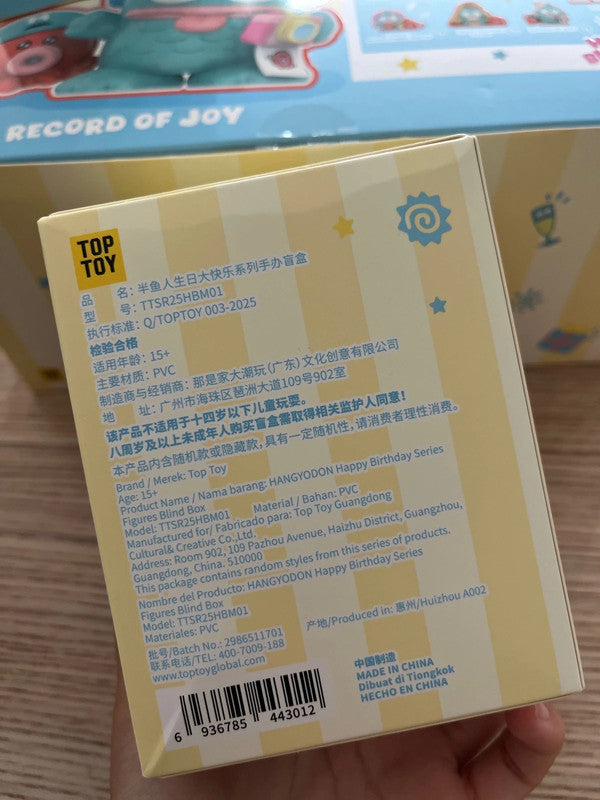 RECORD OF JOY
TOP
TOY
品 名: 半鱼人生日大快乐系列手办盲盒
型 号: TTSR25HBM01
执行标准: Q/TOPTOY 003-2025
检验合格
适用年龄: 15+
主要材质: PVC
制造商与经销商: 那是家大潮玩(广东)文化创意有限公司
地 址: 广州市海珠区琶洲大道109号902室
该产品不适用于十四岁以下儿童玩耍。
八周岁及以上未成年人购买盲盒需取得相关监护人同意!
本产品内含随机款或隐藏款,具有一定随机性,请消费者理性消费。
Brand / Merek: Top Toy
Age: 15+
Product Name / Nama barang: HANGYODON Happy Birthday Series
Figures Blind Box
Model: TTSR25HBM01 Material / Bahan: PVC
Manufactured for/ Fabricado para: Top Toy Guangdong
Cultural& Creative Co.,Ltd.
Address: Room 902, 109 Pazhou Avenue, Haizhu District, Guangzhou,
Guangdong, China. 510000
This package contains random styles from this series of products.
Nombre del Producto: HANGYODON Happy Birthday Series
Figures Blind Box
Model: TTSR25HBM01
Materiales: PVC
批号/Batch No.: 2986511701 产地/Produced in: 惠州/Huizhou A002
联系电话/TEL: 400-7009-188
www.toptoyglobal.com
中国制造
MADE IN CHINA
Dibuat di Tiongkok
HECHO EN CHINA
6 936785 443012